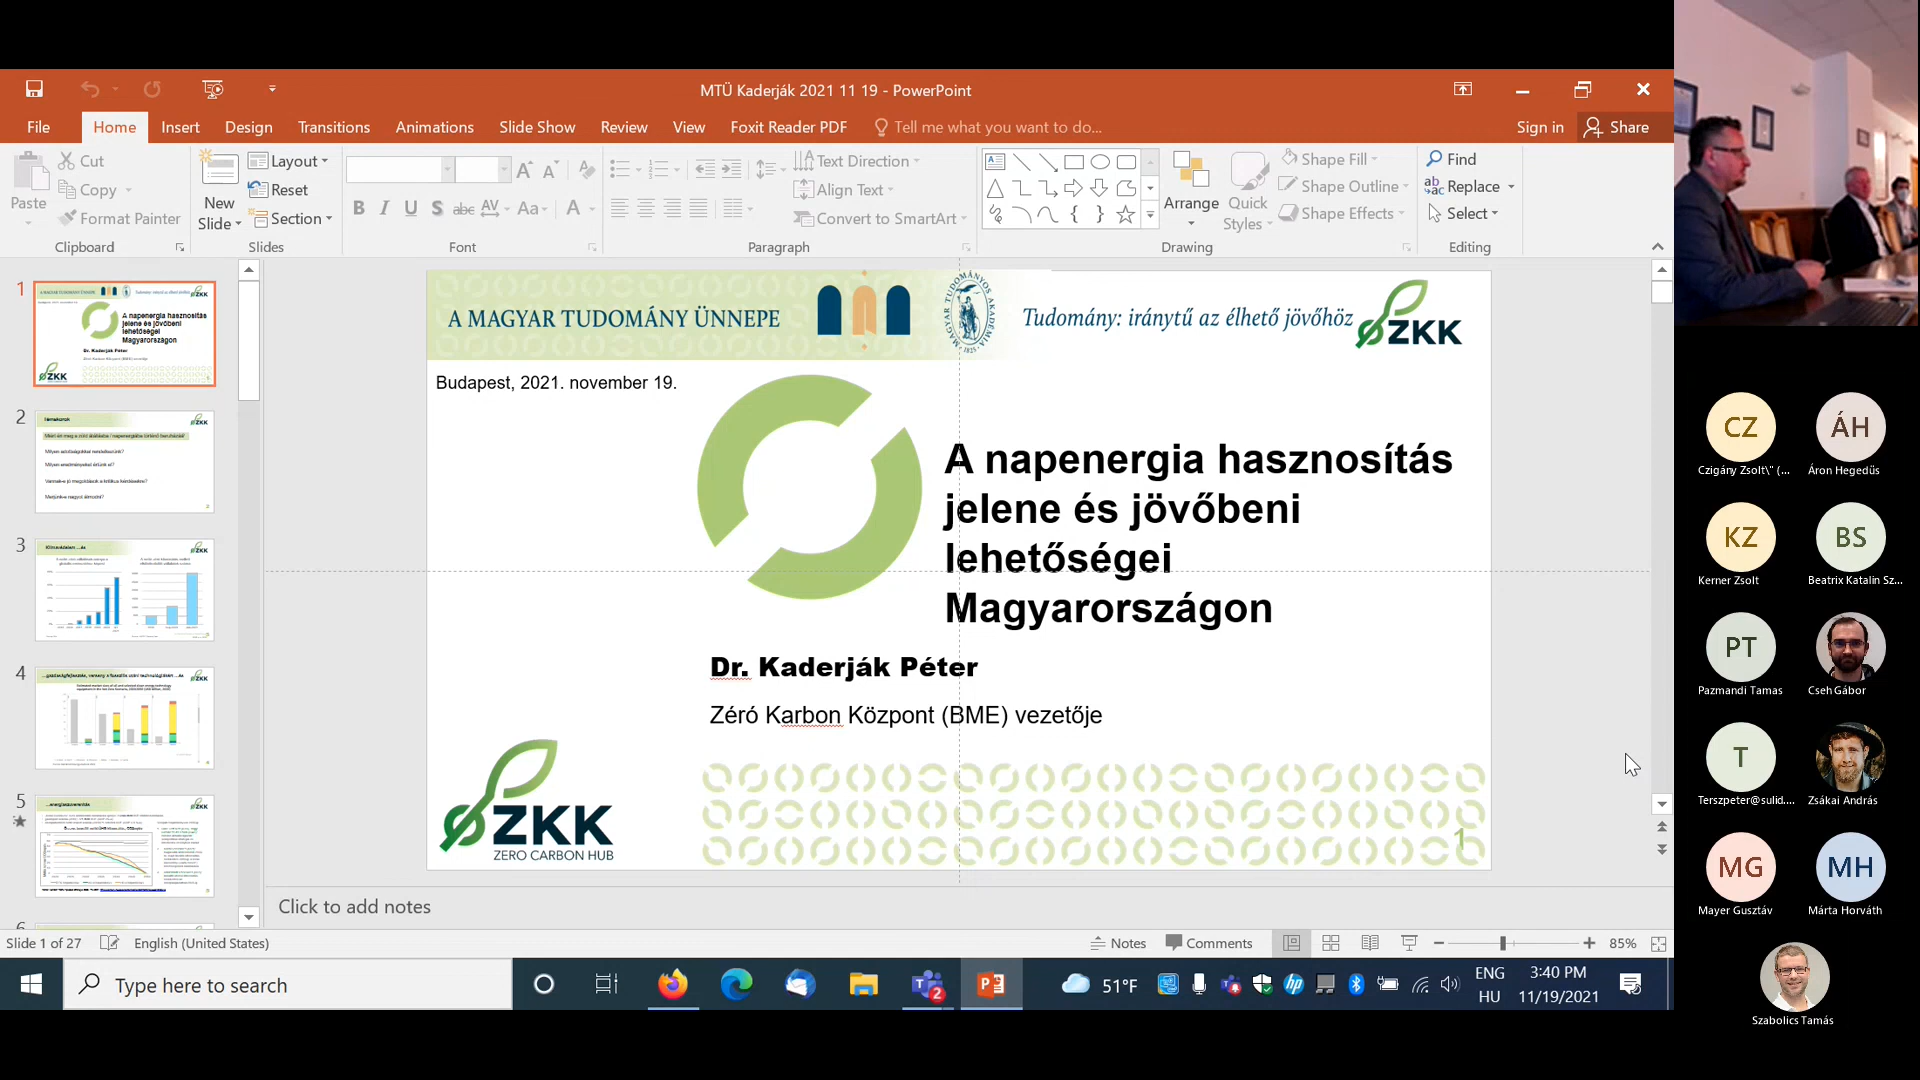 MTÜ Kaderják 2021 11 19 - PowerPoint
File Home Insert Design Transitions Animations Slide Show Review View Foxit Reader PDF Tell me what you want to do... Sign in Share
Paste
Cut
Copy
Format Painter
Clipboard
New Slide
Layout
Reset
Section
Slides
Font
Text Direction
Align Text
Convert to SmartArt
Paragraph
Arrange
Quick Styles
Shape Fill
Shape Outline
Shape Effects
Drawing
Find
Replace
Select
Editing
1
2
3
4
5
A MAGYAR TUDOMÁNY ÜNNEPE
Tudomány: iránytű az élhető jövőhöz
ZKK
Budapest, 2021. november 19.
A napenergia hasznosítás
jelene és jövőbeni
lehetőségei
Magyarországon
Dr. Kaderják Péter
Zéró Karbon Központ (BME) vezetője
ZKK
ZERO CARBON HUB
1
Click to add notes
Slide 1 of 27 English (United States) Notes Comments 85%
Type here to search
2
51°F
ENG
HU
3:40 PM
11/19/2021
CZ ÁH
Czigány Zsolt\" (... Áron Hegedűs
KZ BS
Kerner Zsolt Beatrix Katalin Sz...
PT
Pazmandi Tamas Cseh Gábor
T
Terszpeter@sulid.... Zsákai András
MG MH
Mayer Gusztáv Márta Horváth
Szabolics Tamás